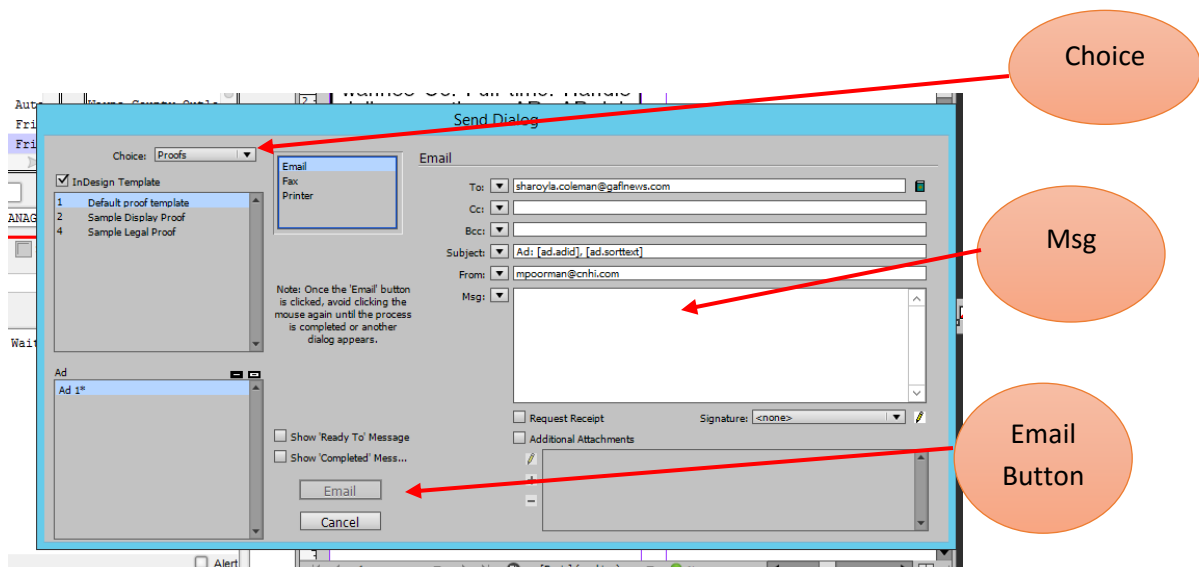 Choice
Auto
Send Dialog
Fri
Fri
Choice: Proofs
InDesign Template
1 Default proof template
2 Sample Display Proof
4 Sample Legal Proof
ANAG
Wait
Ad
Ad 1*
Email
Fax
Printer
Note: Once the 'Email' button
is clicked, avoid clicking the
mouse again until the process
is completed or another
dialog appears.
Show 'Ready To' Message
Show 'Completed' Mess...
Email
Cancel
Email
To: sharoyla.coleman@gaflnews.com
Cc:
Bcc:
Subject: Ad: [ad.adid], [ad.sorttext]
From: mpoorman@cnhi.com
Msg:
Request Receipt
Signature: <none>
Additional Attachments
Msg
Email
Button
Alert